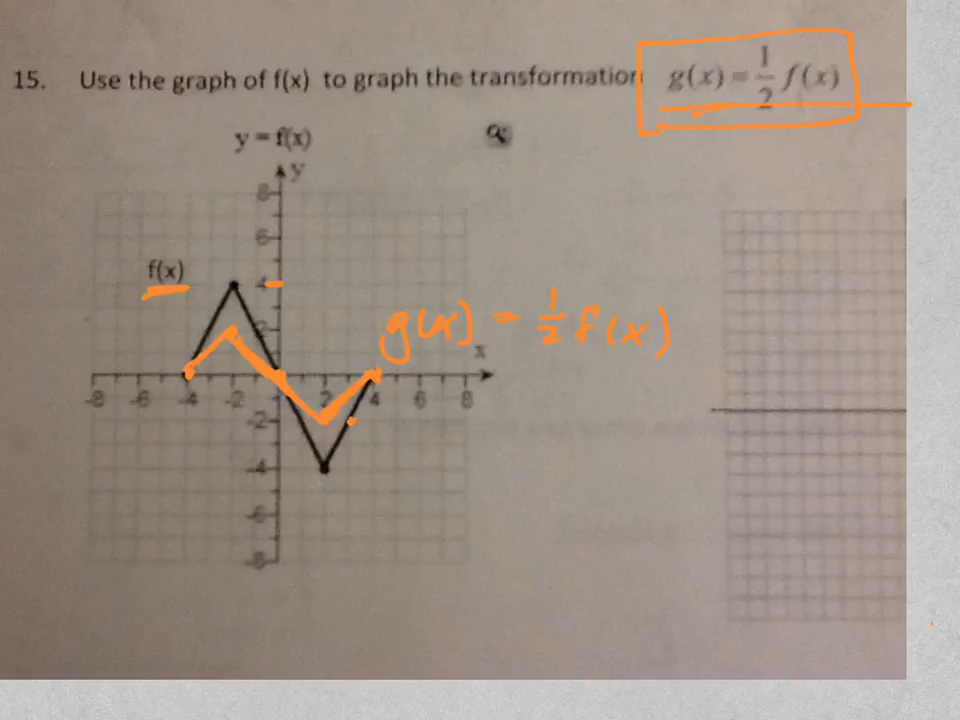 15. Use the graph of f(x) to graph the transformation g(x) = 1/2 f(x)
y = f(x)
y
8
6
f(x)
4
2
g(x) = 1/2 f(x)
x
-8 -6 -4 -2 2 4 6 8
-2
-4
-6
-8